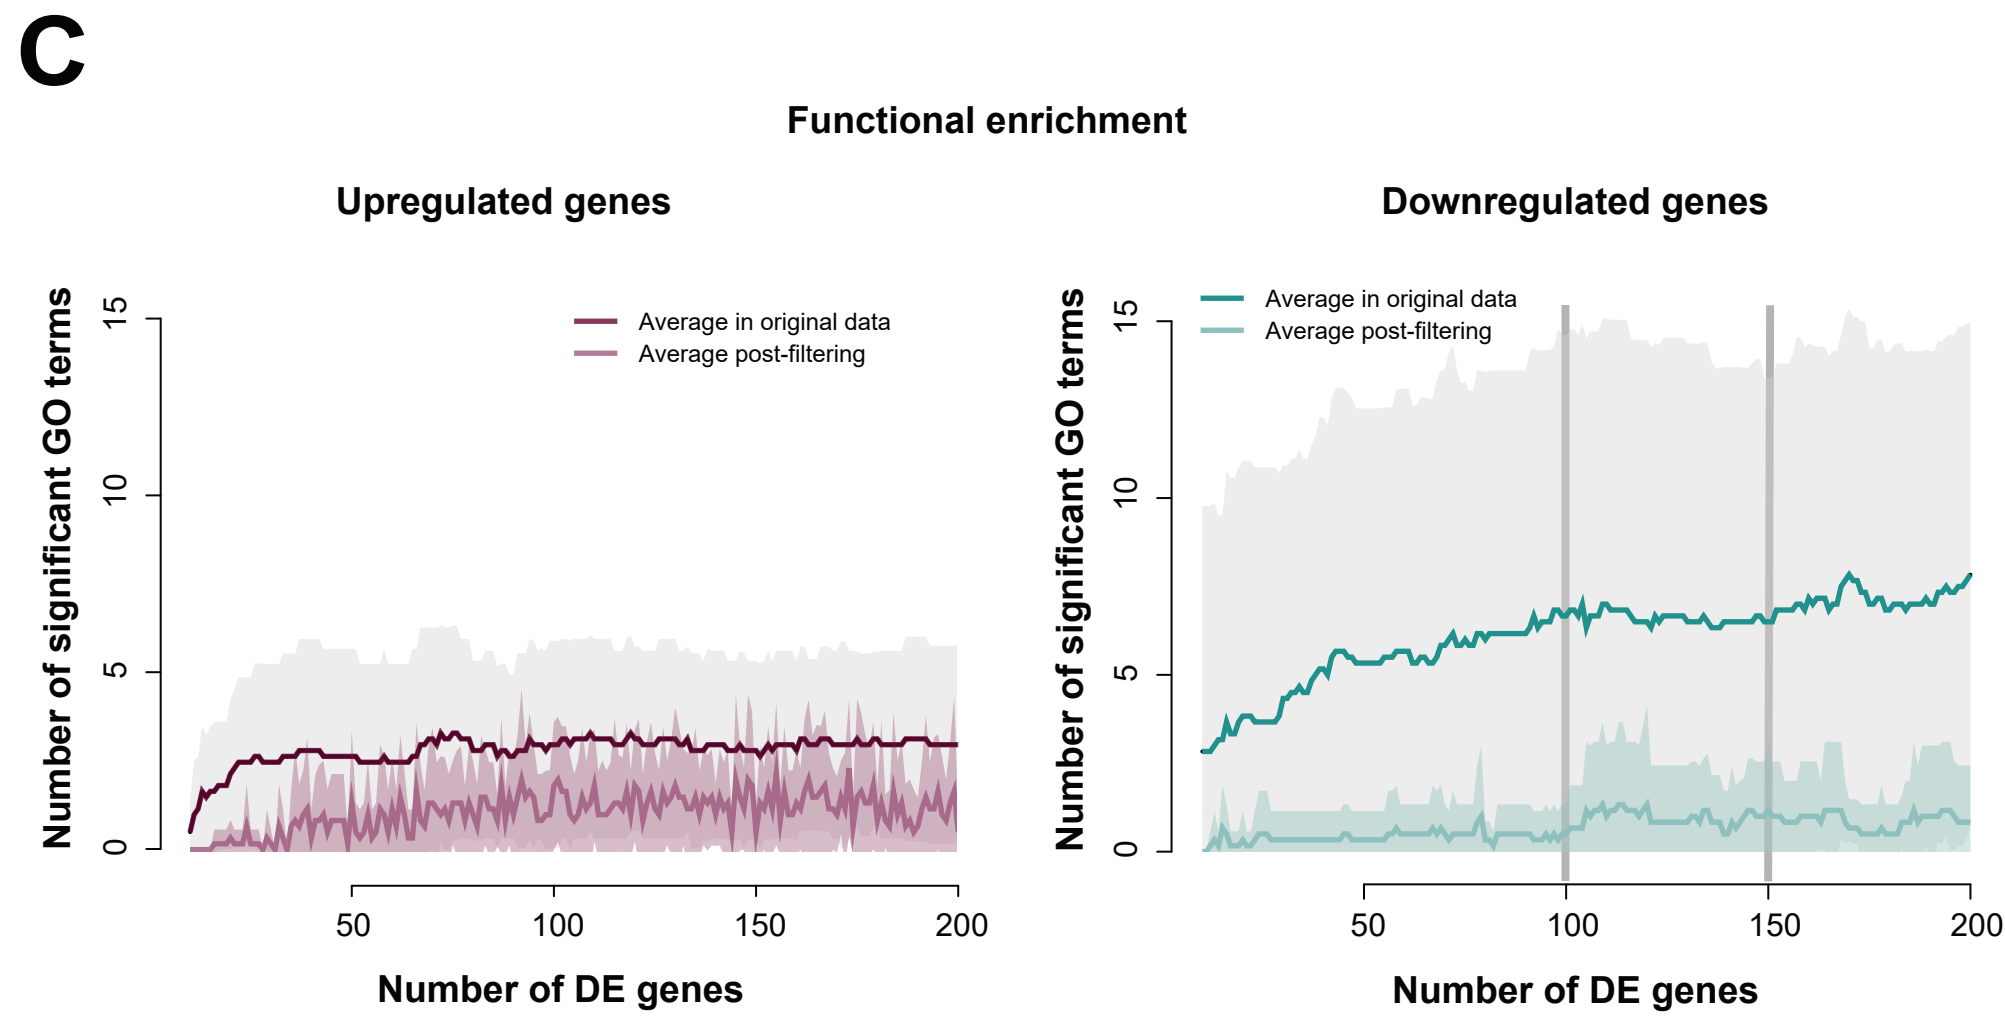 C
Functional enrichment
Upregulated genes
Number of significant GO terms
15
10
5
0
Average in original data
Average post-filtering
50
100
150
200
Number of DE genes
Downregulated genes
Number of significant GO terms
15
10
5
0
Average in original data
Average post-filtering
50
100
150
200
Number of DE genes